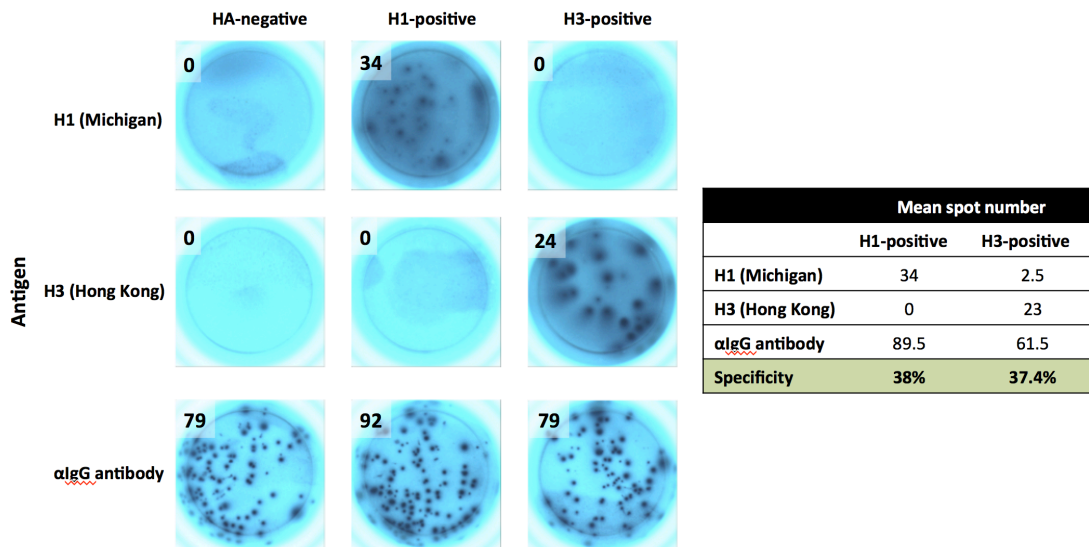 HA-negative H1-positive H3-positive
Antigen
H1 (Michigan) 0 34 0
H3 (Hong Kong) 0 0 24
αIgG antibody 79 92 79
Mean spot number
H1-positive H3-positive
H1 (Michigan) 34 2.5
H3 (Hong Kong) 0 23
αIgG antibody 89.5 61.5
Specificity 38% 37.4%